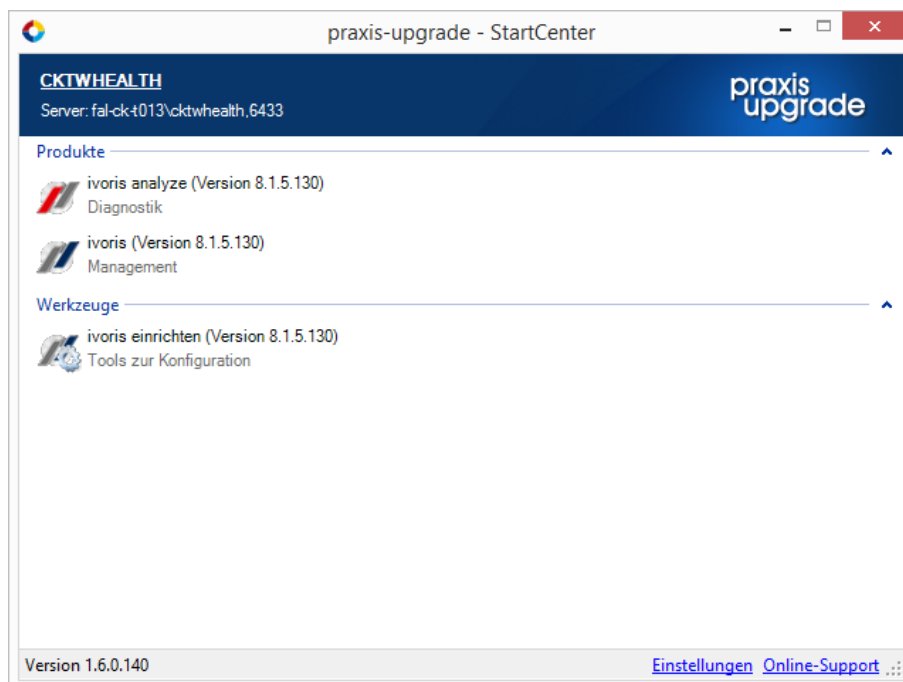 praxis-upgrade - StartCenter
CKTWHEALTH
Server: fal-ck-t013\cktwhealth,6433
praxis
upgrade
Produkte
ivoris analyze (Version 8.1.5.130)
Diagnostik
ivoris (Version 8.1.5.130)
Management
Werkzeuge
ivoris einrichten (Version 8.1.5.130)
Tools zur Konfiguration
Version 1.6.0.140
Einstellungen Online-Support